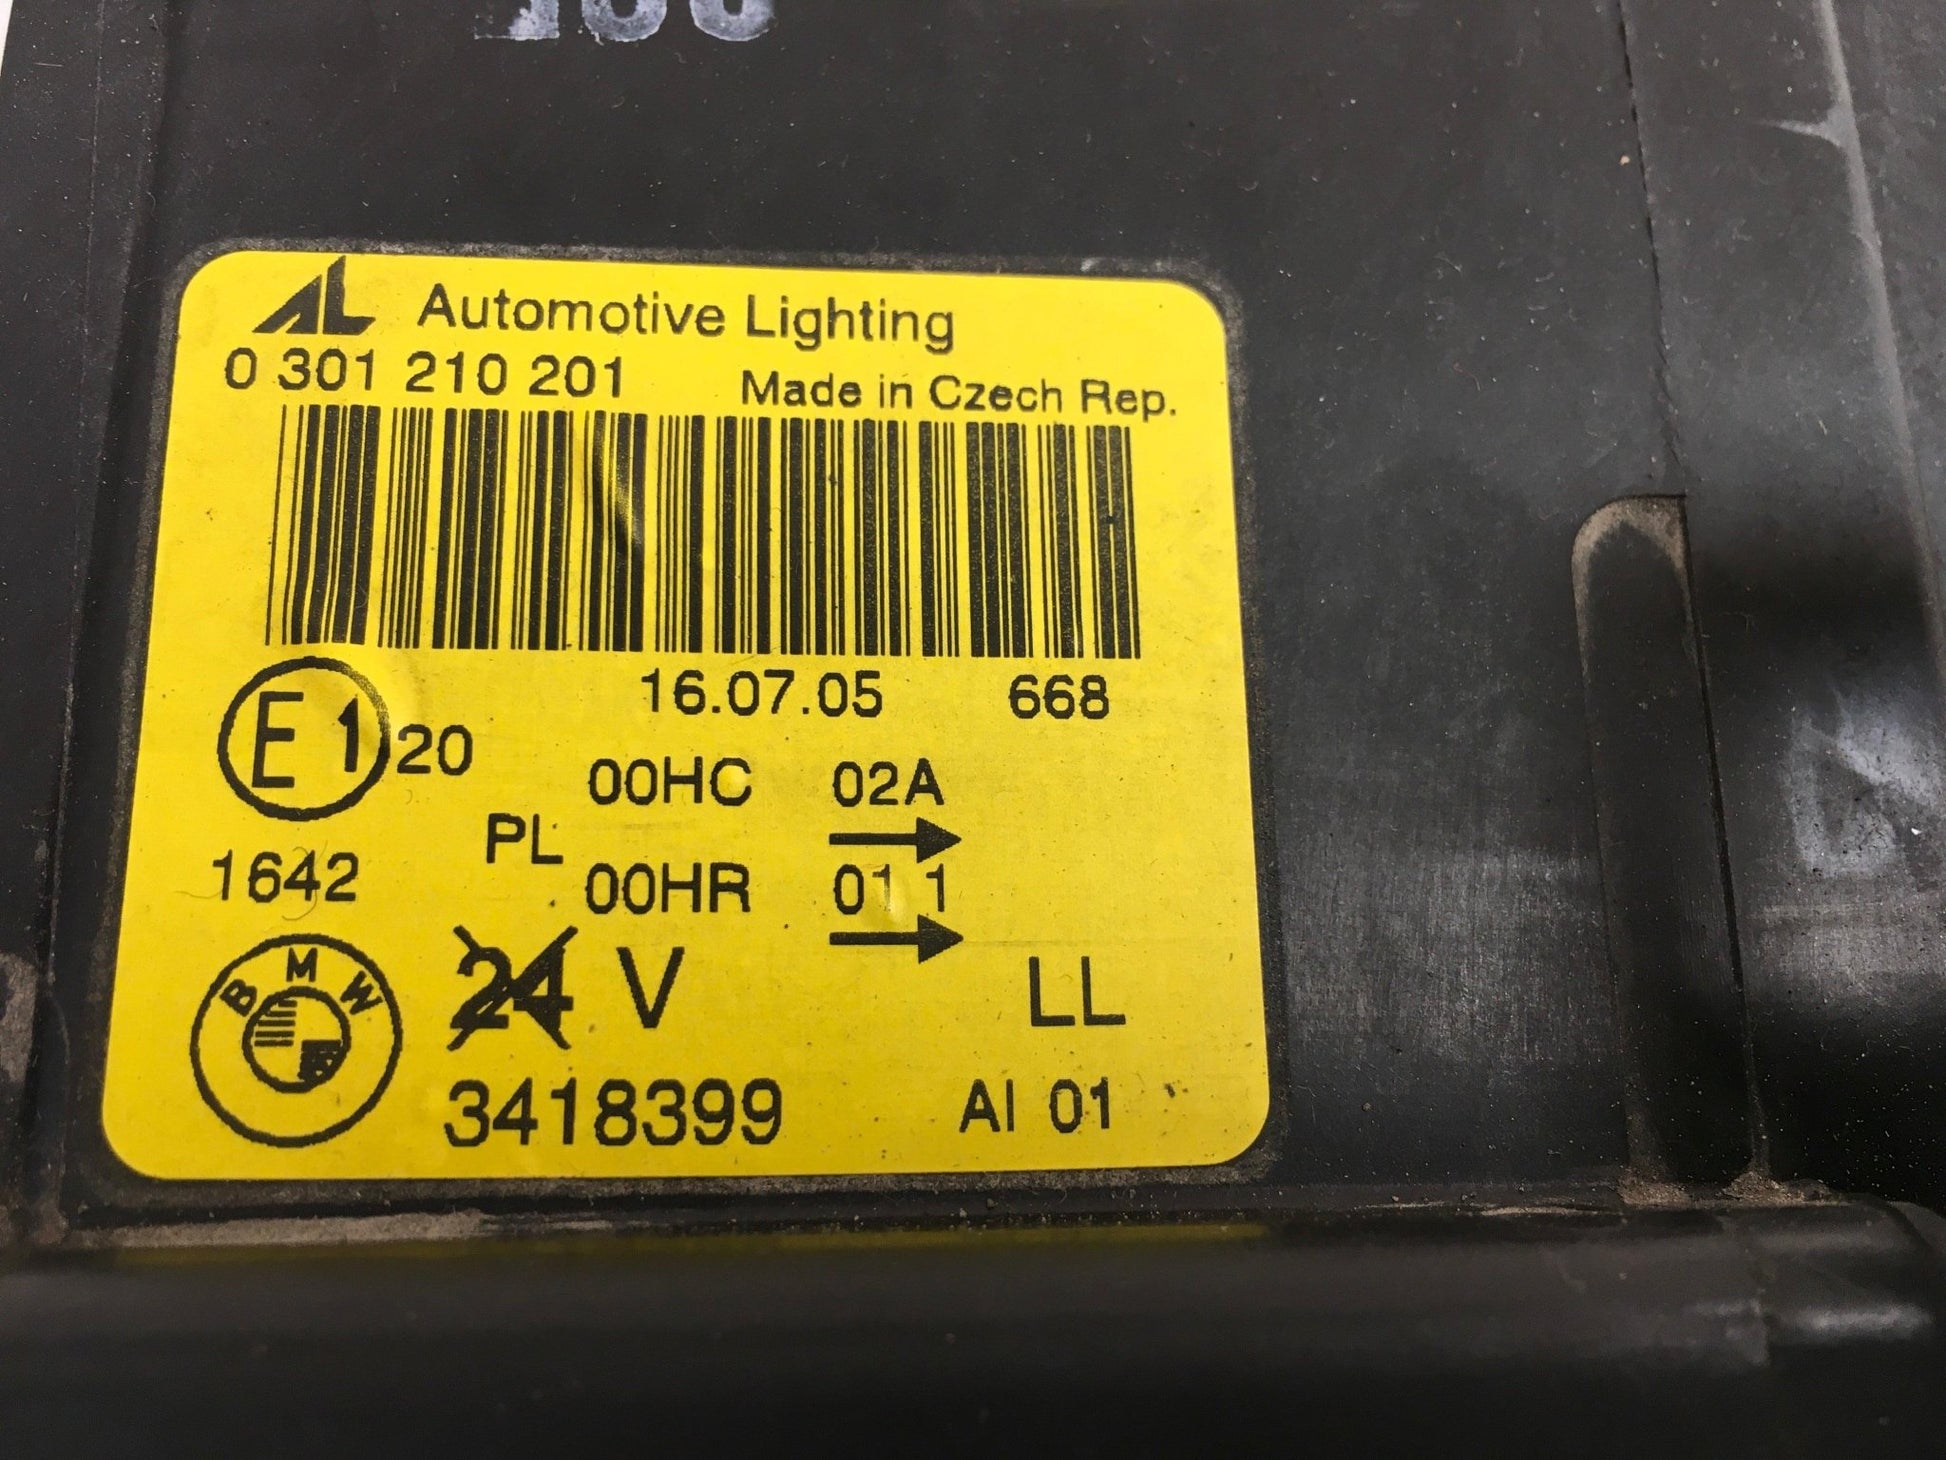 AL Automotive Lighting
0 301 210 201 Made in Czech Rep.
16.07.05 668
E1 20
00HC 02A
PL
1642 00HR 01 1
BMW
24 V LL
3418399 AI 01